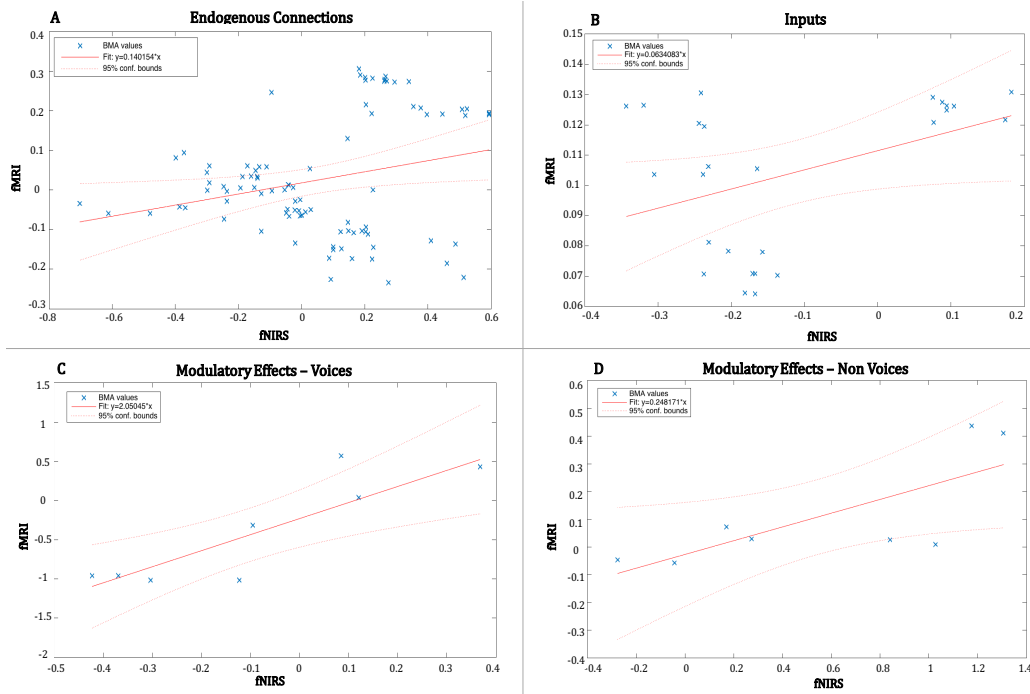 A
Endogenous Connections
BMA values
Fit: y=0.140154*x
95% conf. bounds
0.4
0.3
0.2
0.1
0
-0.1
-0.2
-0.3
fMRI
-0.8
-0.6
-0.4
-0.2
0
0.2
0.4
0.6
fNIRS
B
Inputs
BMA values
Fit: y=0.0634083*x
95% conf. bounds
0.15
0.14
0.13
0.12
0.11
0.1
0.09
0.08
0.07
0.06
fMRI
-0.4
-0.3
-0.2
-0.1
0
0.1
0.2
fNIRS
C
Modulatory Effects – Voices
BMA values
Fit: y=2.05045*x
95% conf. bounds
1.5
1
0.5
0
-0.5
-1
-1.5
-2
fMRI
-0.5
-0.4
-0.3
-0.2
-0.1
0
0.1
0.2
0.3
0.4
fNIRS
D
Modulatory Effects – Non Voices
BMA values
Fit: y=0.248171*x
95% conf. bounds
0.6
0.5
0.4
0.3
0.2
0.1
0
-0.1
-0.2
-0.3
-0.4
fMRI
-0.4
-0.2
0
0.2
0.4
0.6
0.8
1
1.2
1.4
fNIRS